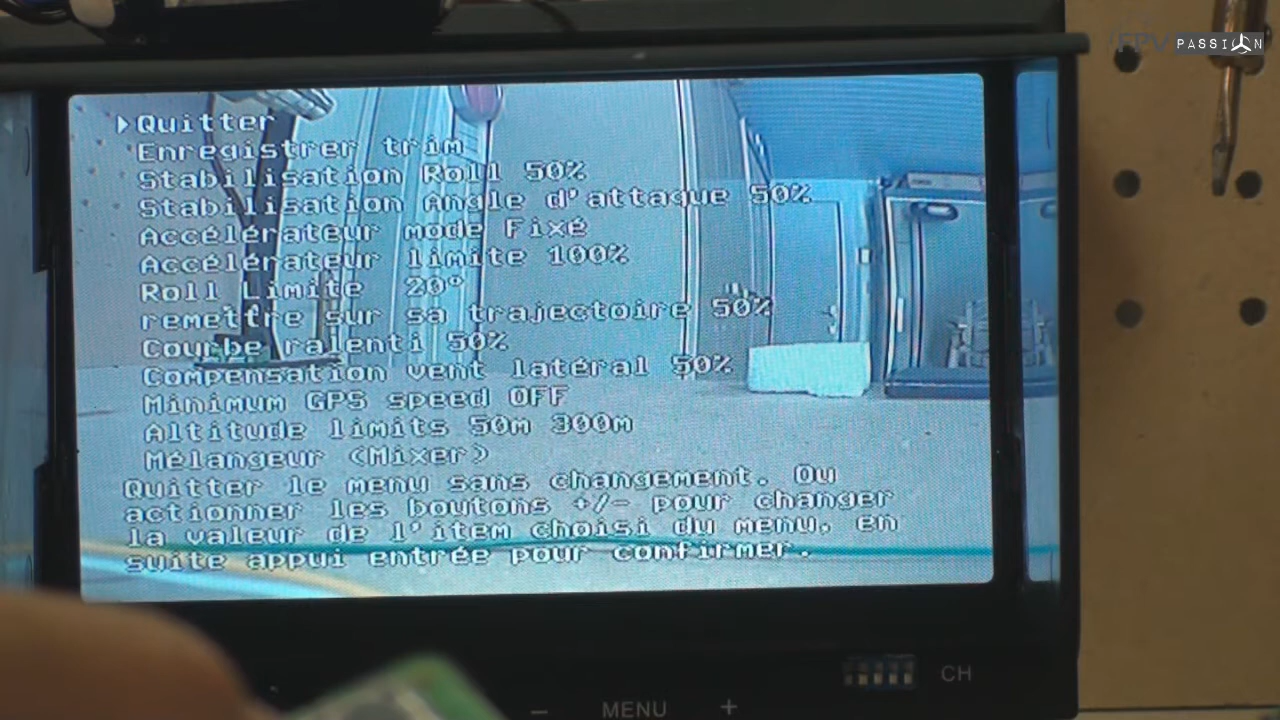 FPV PASSION
Quitter
Enregistrer trim
Stabilisation Roll 50%
Stabilisation Angle d'attaque 50%
Accélérateur mode Fixé
Accélérateur limite 100%
Roll Limite 20°
remettre sur sa trajectoire 50%
Courbe ralenti 50%
Compensation vent latéral 50%
Minimum GPS speed OFF
Altitude limits 50m 300m
Mélangeur (Mixer)
Quitter le menu sans changement. Ou
actionner les boutons +/- pour changer
la valeur de l'item choisi du menu, en
suite appui entrée pour confirmer.
CH
- MENU +